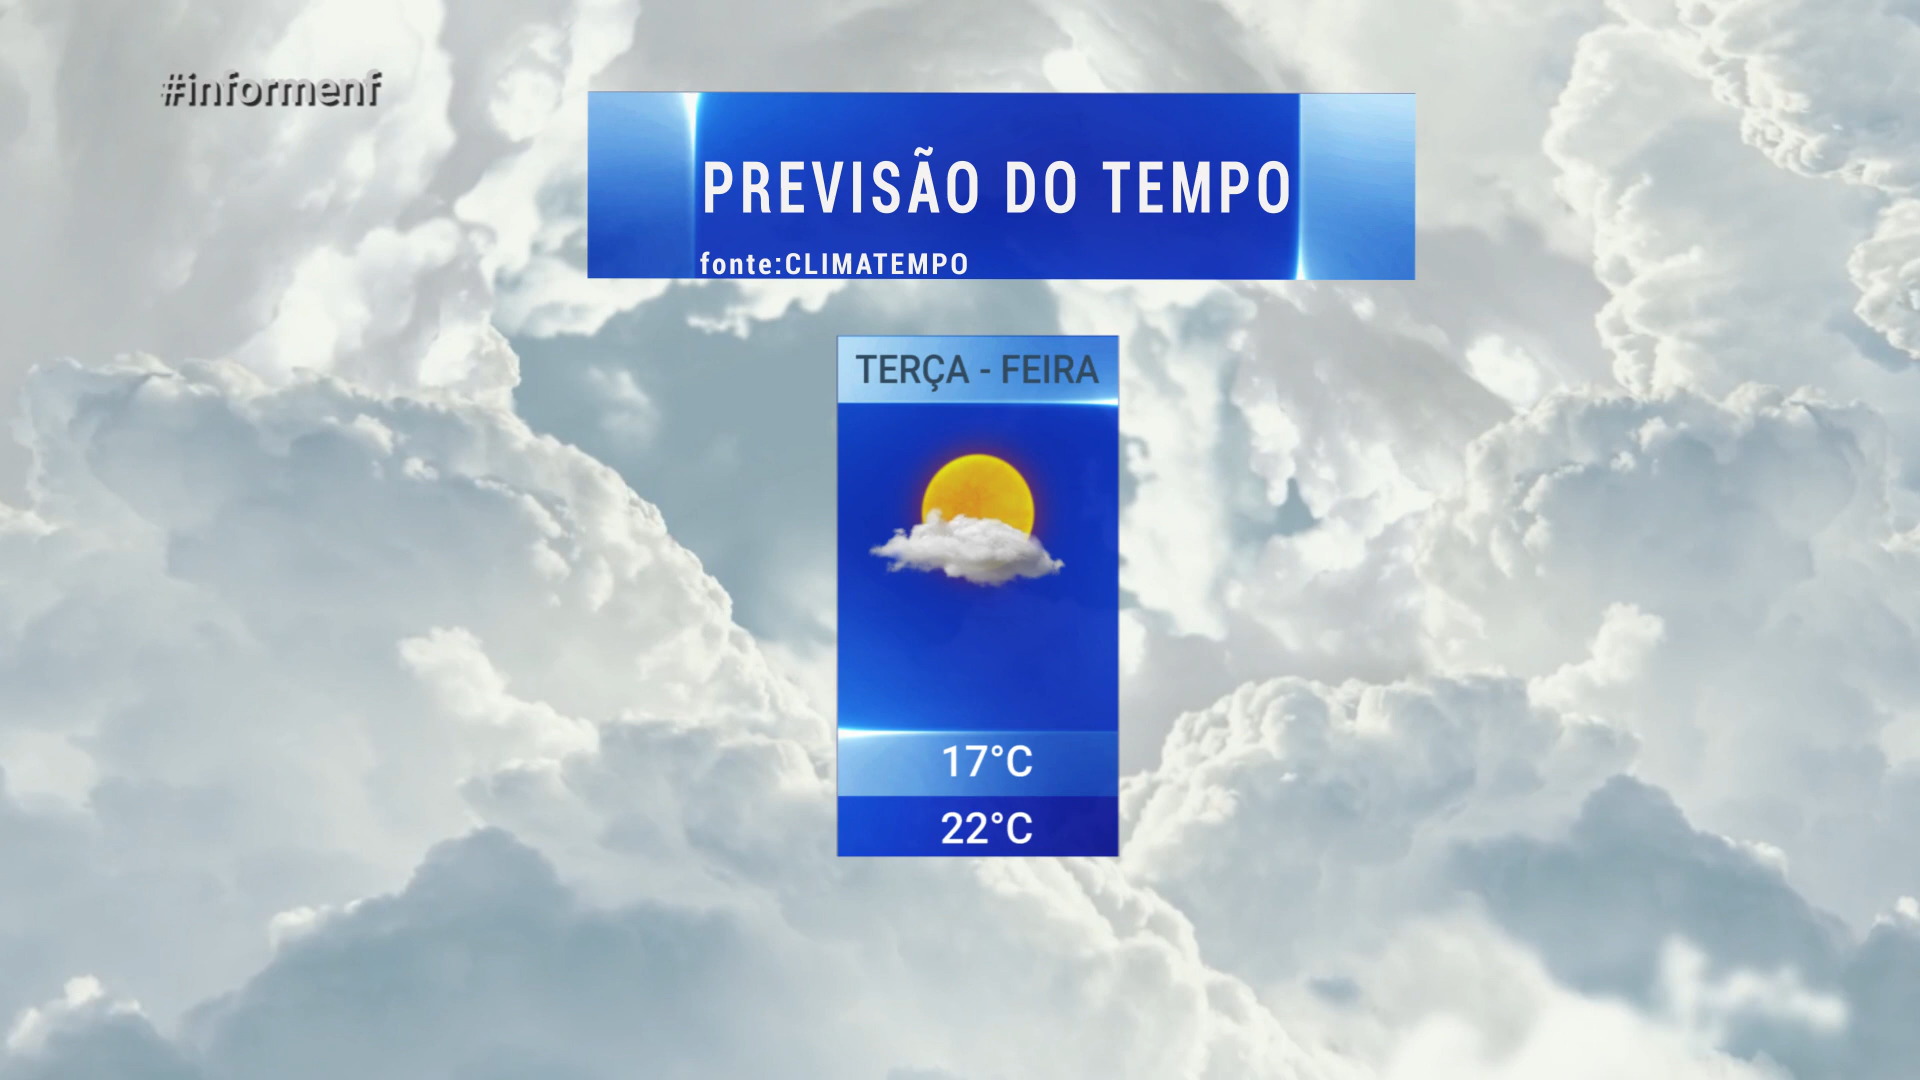 #informenf
PREVISÃO DO TEMPO
fonte:CLIMATEMPO
TERÇA - FEIRA
17°C
22°C